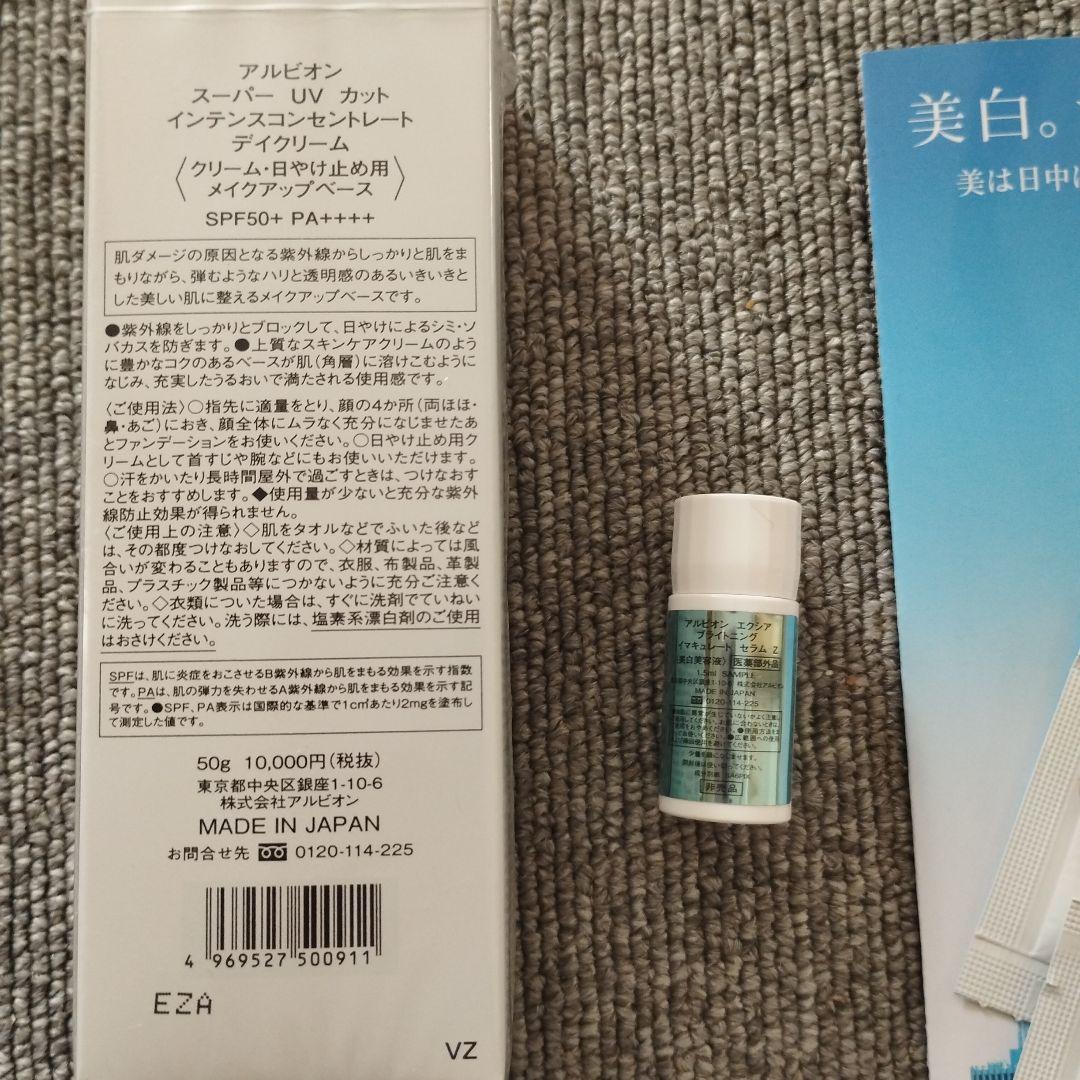 アルビオン
スーパー UV カット
インテンスコンセントレート
デイクリーム
〈クリーム・日やけ止め用
メイクアップベース〉
SPF50+ PA++++
肌ダメージの原因となる紫外線からしっかりと肌をま
もりながら、弾むようなハリと透明感のあるいきいきと
した美しい肌に整えるメイクアップベースです。
●紫外線をしっかりとブロックして、日やけによるシミ・ソ
バカスを防ぎます。●上質なスキンケアクリームのよう
に豊かなコクのあるベースが肌(角層)に溶けこむように
なじみ、充実したうるおいで満たされる使用感です。
〈ご使用法〉○指先に適量をとり、顔の4か所(両ほほ・
鼻・あご)におき、顔全体にムラなく充分になじませたあ
とファンデーションをお使いください。○日やけ止め用ク
リームとして首すじや腕などにもお使いいただけます。
○汗をかいたり長時間屋外で過ごすときは、つけなおす
ことをおすすめします。◆使用量が少ないと充分な紫外
線防止効果が得られません。
〈ご使用上の注意〉◇肌をタオルなどでふいた後など
は、その都度つけなおしてください。◇材質によっては風
合いが変わることもありますので、衣服、布製品、革製
品、プラスチック製品等につかないように充分ご注意く
ださい。◇衣類についた場合は、すぐに洗剤でていねい
に洗ってください。洗う際には、塩素系漂白剤のご使用
はおさけください。
SPFは、肌に炎症をおこさせるB紫外線から肌をまもる効果を示す指数
です。PAは、肌の弾力を失わせるA紫外線から肌をまもる効果を示す記
号です。●SPF、PA表示は国際的な基準で1c㎡あたり2mgを塗布し
て測定した値です。
50g 10,000円(税抜)
東京都中央区銀座1-10-6
株式会社アルビオン
MADE IN JAPAN
お問合せ先 0120-114-225
4 969527 500911
EZA
VZ
アルビオン エクシア
ブライトニング
イマキュレート セラム Z
美白美容液〉 医薬部外品
1.5ml SAMPLE
東京都中央区銀座1-10-6 株式会社アルビオン
MADE IN JAPAN
0120-114-225
非売品
美白。
美は日中に